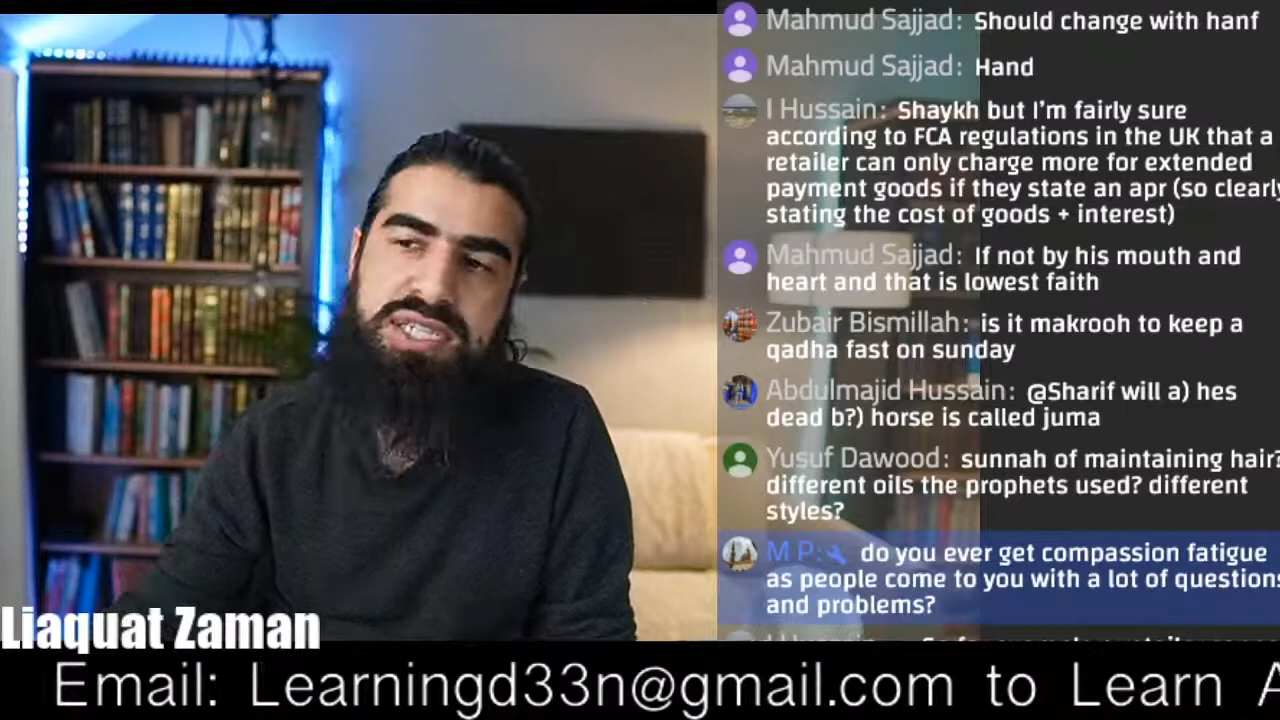 Mahmud Sajjad: Should change with hanf
Mahmud Sajjad: Hand
I Hussain: Shaykh but I'm fairly sure
according to FCA regulations in the UK that a
retailer can only charge more for extended
payment goods if they state an apr (so clearly
stating the cost of goods + interest)
Mahmud Sajjad: If not by his mouth and
heart and that is lowest faith
Zubair Bismillah: is it makrooh to keep a
qadha fast on sunday
Abdulmajid Hussain: @Sharif will a) hes
dead b?) horse is called juma
Yusuf Dawood: sunnah of maintaining hair?
different oils the prophets used? different
styles?
M P: do you ever get compassion fatigue
as people come to you with a lot of questions
and problems?
Liaquat Zaman
Email: Learningd33n@gmail.com to Learn A